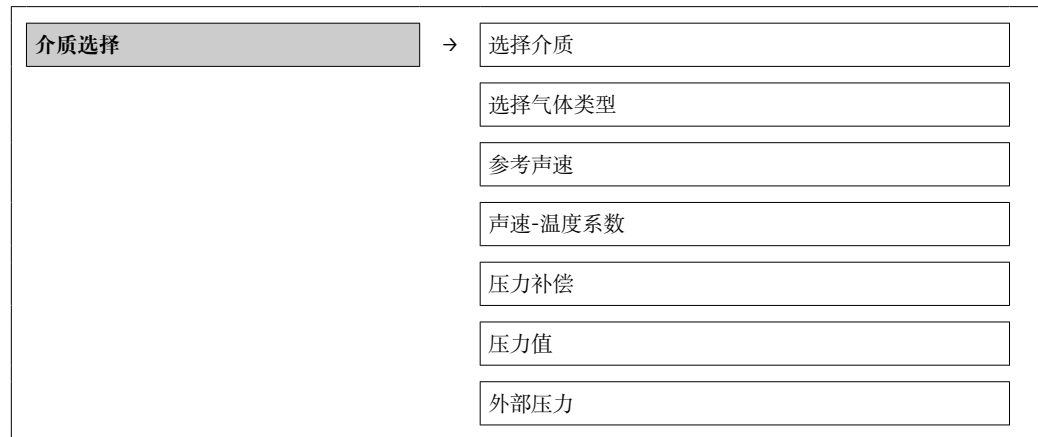 介质选择 → 选择介质
选择气体类型
参考声速
声速-温度系数
压力补偿
压力值
外部压力